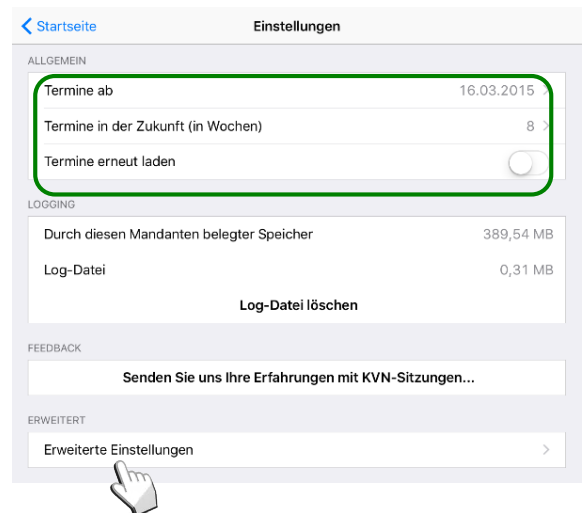 Startseite Einstellungen
ALLGEMEIN
Termine ab 16.03.2015
Termine in der Zukunft (in Wochen) 8
Termine erneut laden
LOGGING
Durch diesen Mandanten belegter Speicher 389,54 MB
Log-Datei 0,31 MB
Log-Datei löschen
FEEDBACK
Senden Sie uns Ihre Erfahrungen mit KVN-Sitzungen...
ERWEITERT
Erweiterte Einstellungen